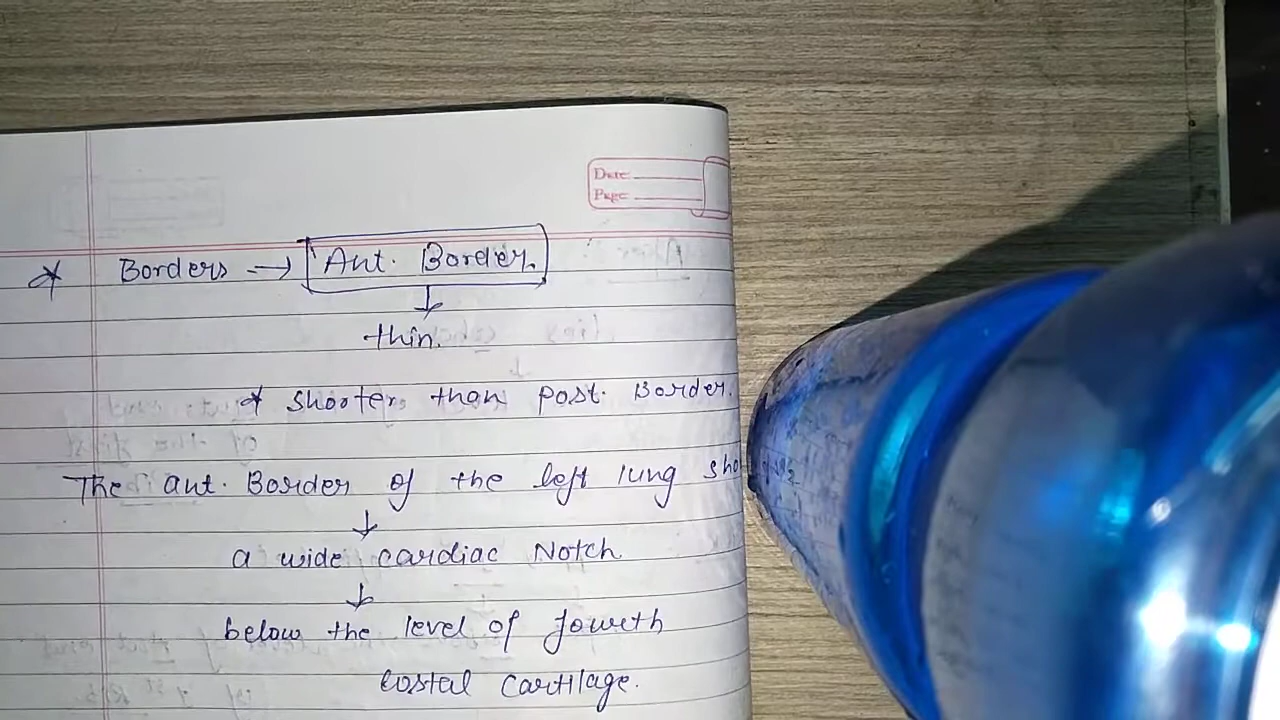 Date:
Page:
* Borders → Ant. Border.
↓
thin.
* shorter than post. Border.
The ant. Border of the left lung sho
↓
a wide cardiac Notch
↓
below the level of fourth
costal cartilage.